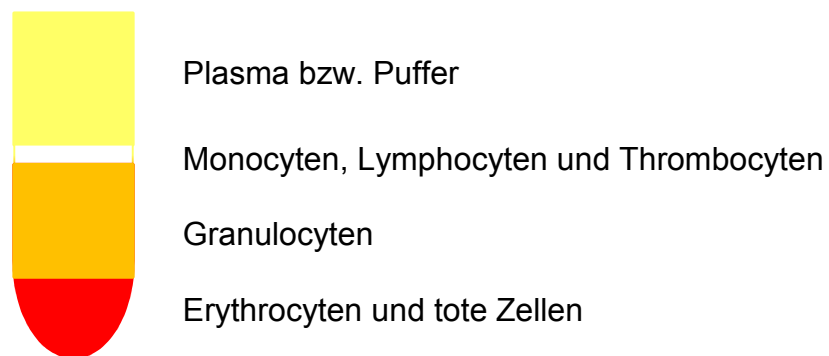 Plasma bzw. Puffer
Monocyten, Lymphocyten und Thrombocyten
Granulocyten
Erythrocyten und tote Zellen